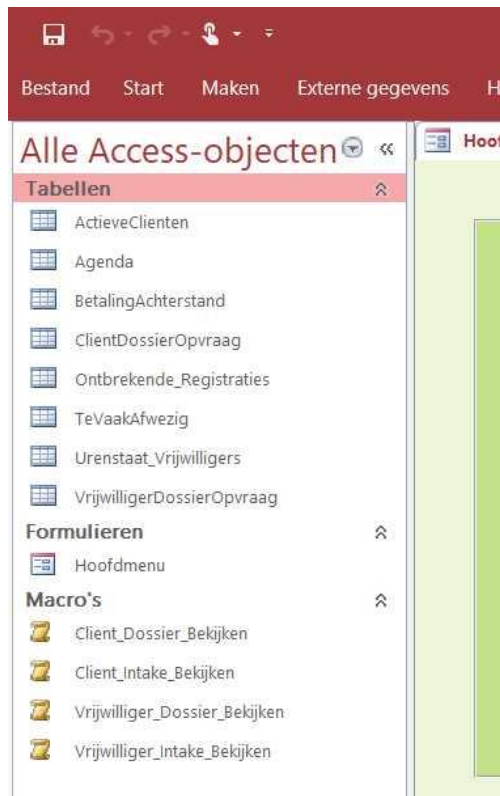 Bestand Start Maken Externe gegevens H
Alle Access-objecten
Hoof
Tabellen
ActieveClienten
Agenda
BetalingAchterstand
ClientDossierOpvraag
Ontbrekende_Registraties
TeVaakAfwezig
Urenstaat_Vrijwilligers
VrijwilligerDossierOpvraag
Formulieren
Hoofdmenu
Macro's
Client_Dossier_Bekijken
Client_Intake_Bekijken
Vrijwilliger_Dossier_Bekijken
Vrijwilliger_Intake_Bekijken